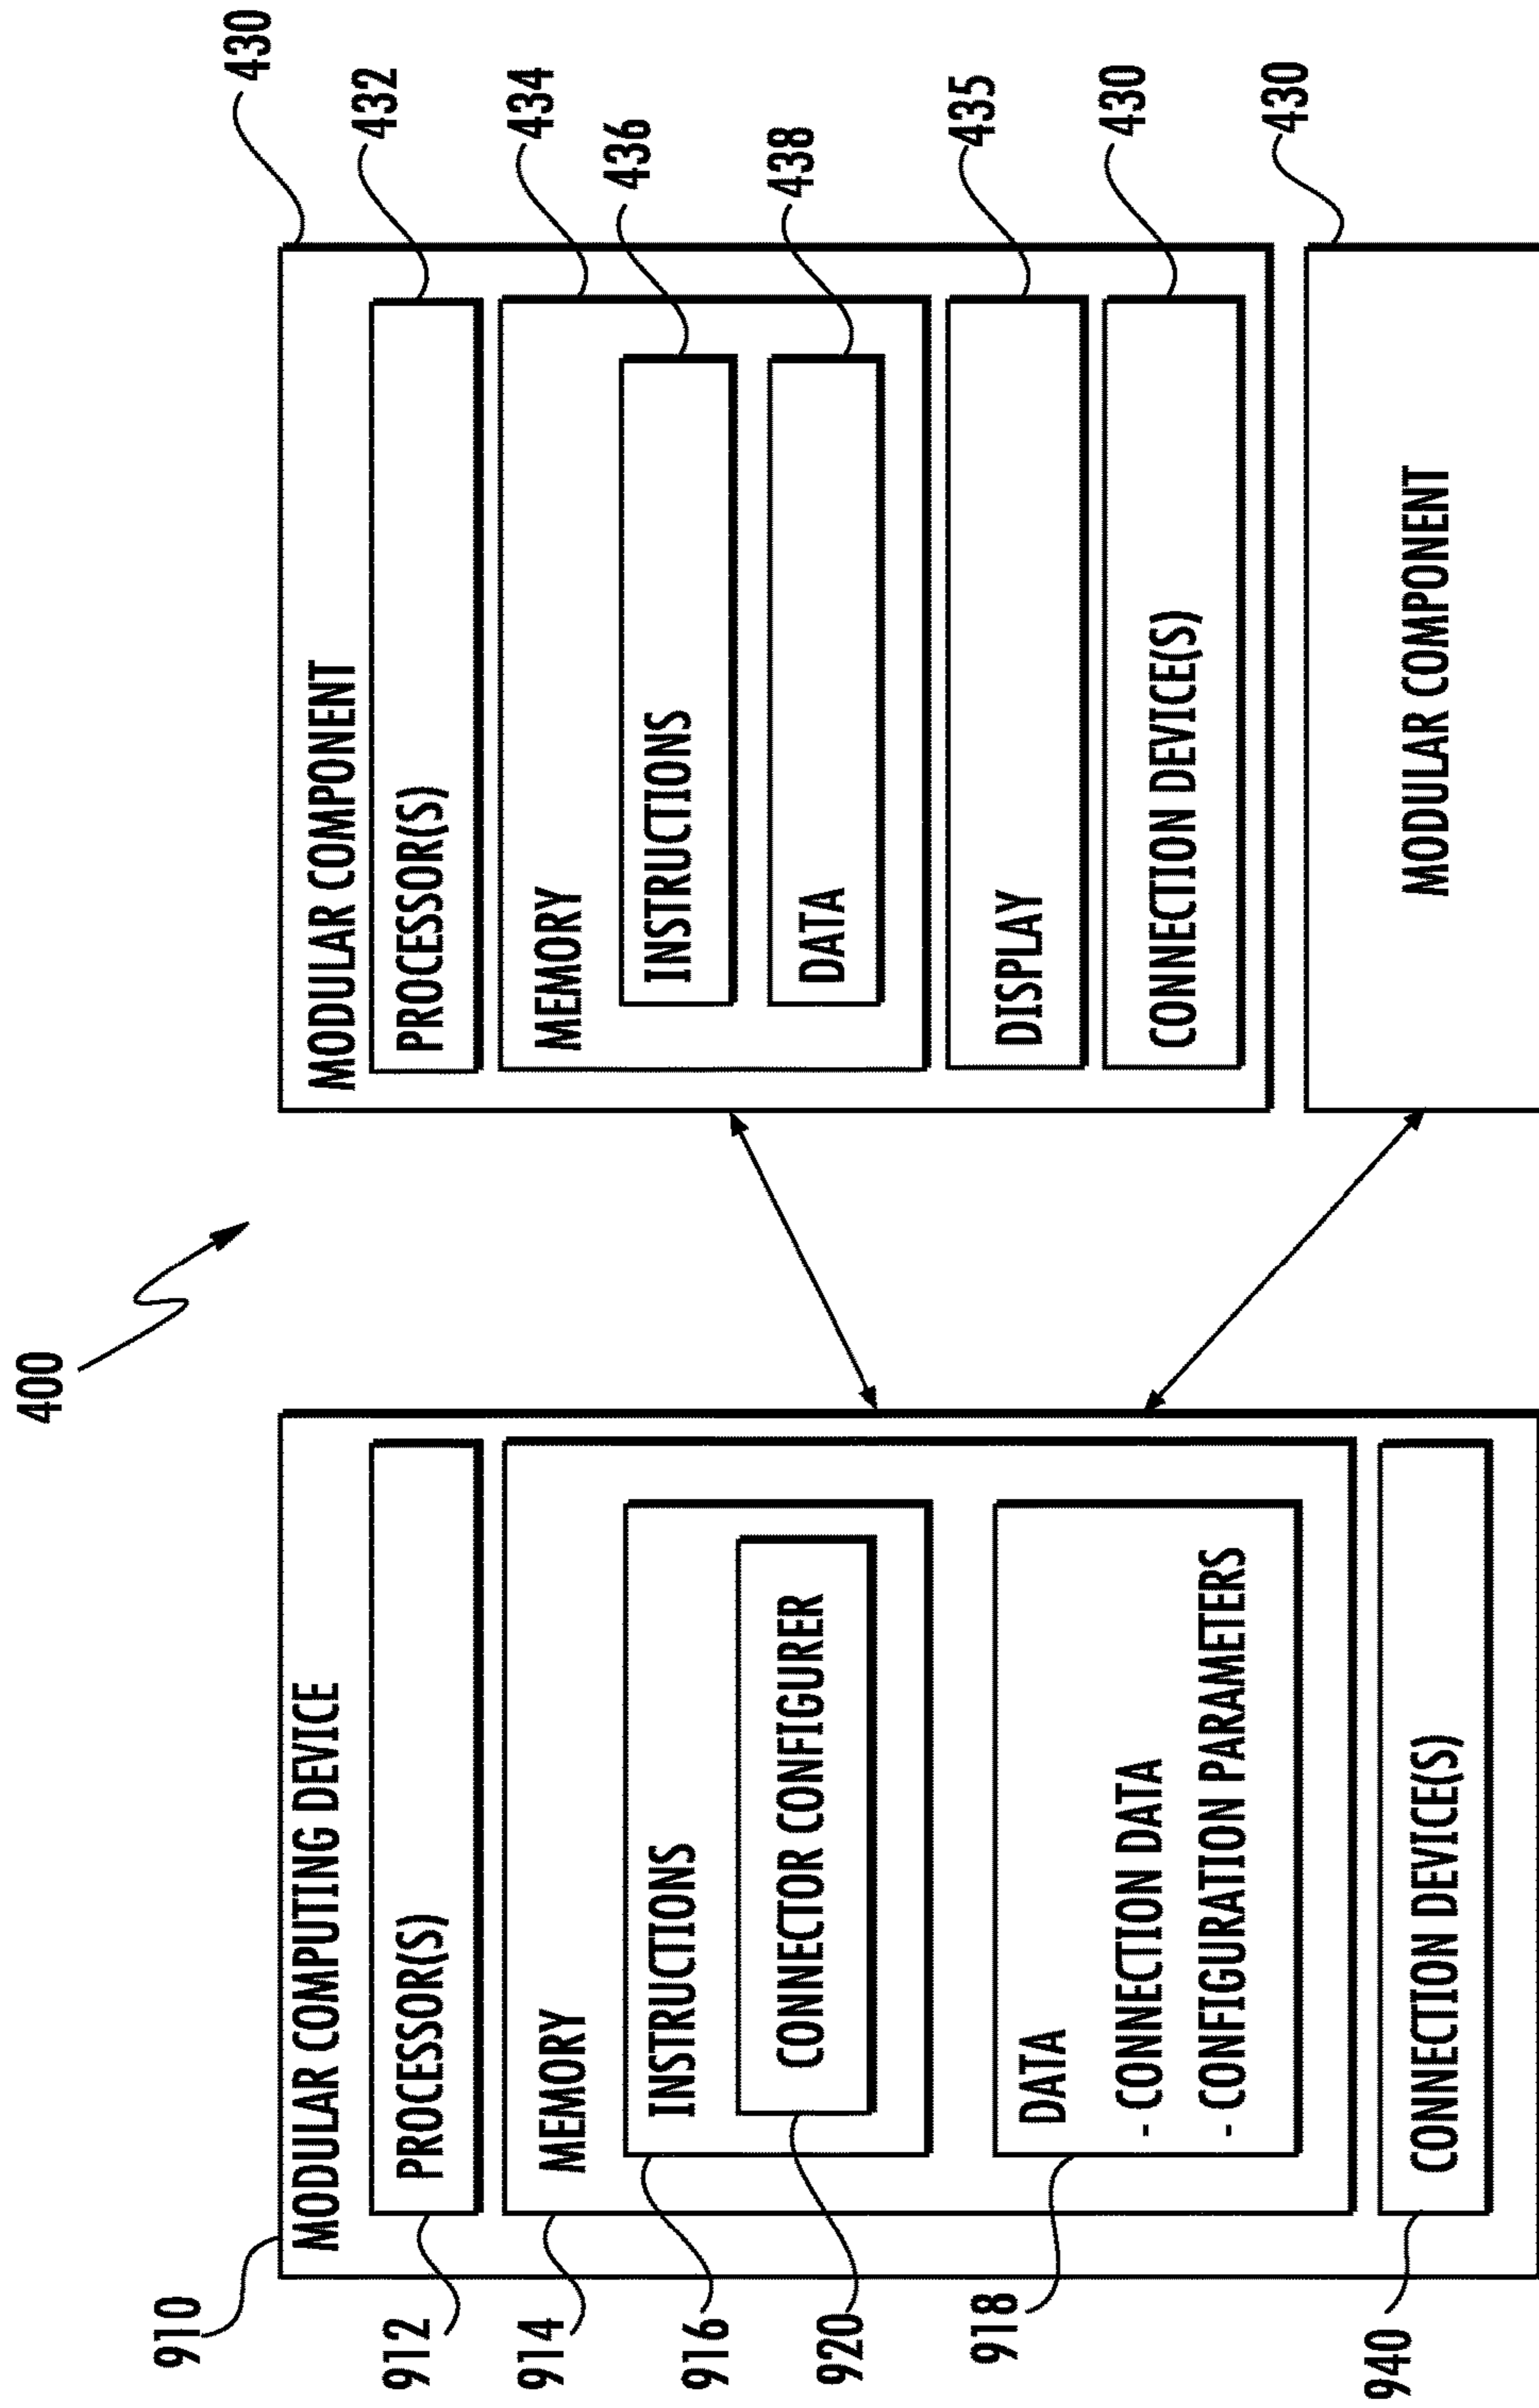 400
910
MODULAR COMPUTING DEVICE
912
PROCESSOR(S)
914
MEMORY
916
INSTRUCTIONS
920
CONNECTOR CONFIGURER
918
DATA
- CONNECTION DATA
- CONFIGURATION PARAMETERS
940
CONNECTION DEVICE(S)
430
MODULAR COMPONENT
432
PROCESSOR(S)
434
MEMORY
436
INSTRUCTIONS
438
DATA
435
DISPLAY
430
CONNECTION DEVICE(S)
430
MODULAR COMPONENT